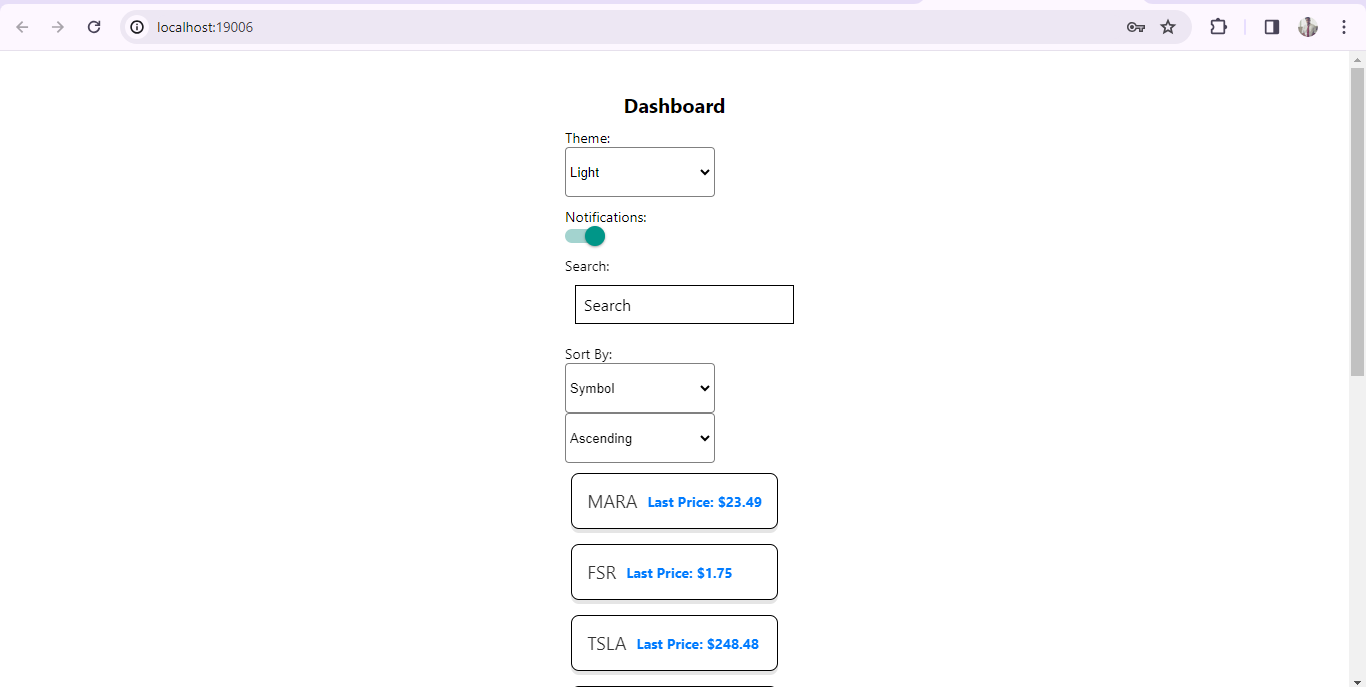 localhost:19006
Dashboard
Theme:
Light
Notifications:
Search:
Search
Sort By:
Symbol
Ascending
MARA Last Price: $23.49
FSR Last Price: $1.75
TSLA Last Price: $248.48